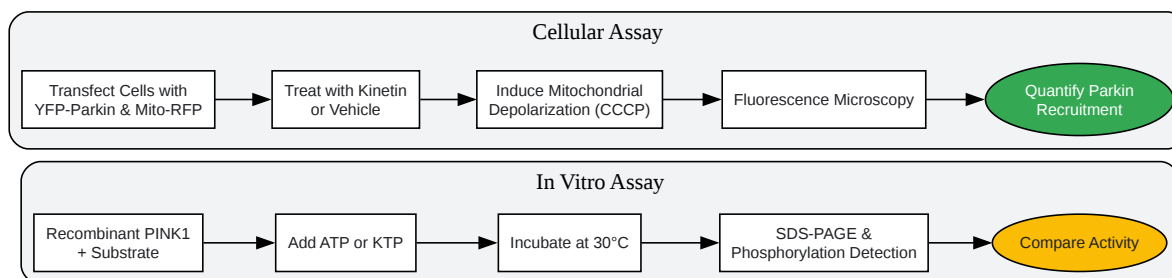 Cellular Assay
Transfect Cells with
YFP-Parkin & Mito-RFP
Treat with Kinetin
or Vehicle
Induce Mitochondrial
Depolarization (CCCP)
Fluorescence Microscopy
Quantify Parkin
Recruitment
In Vitro Assay
Recombinant PINK1
+ Substrate
Add ATP or KTP
Incubate at 30°C
SDS-PAGE &
Phosphorylation Detection
Compare Activity